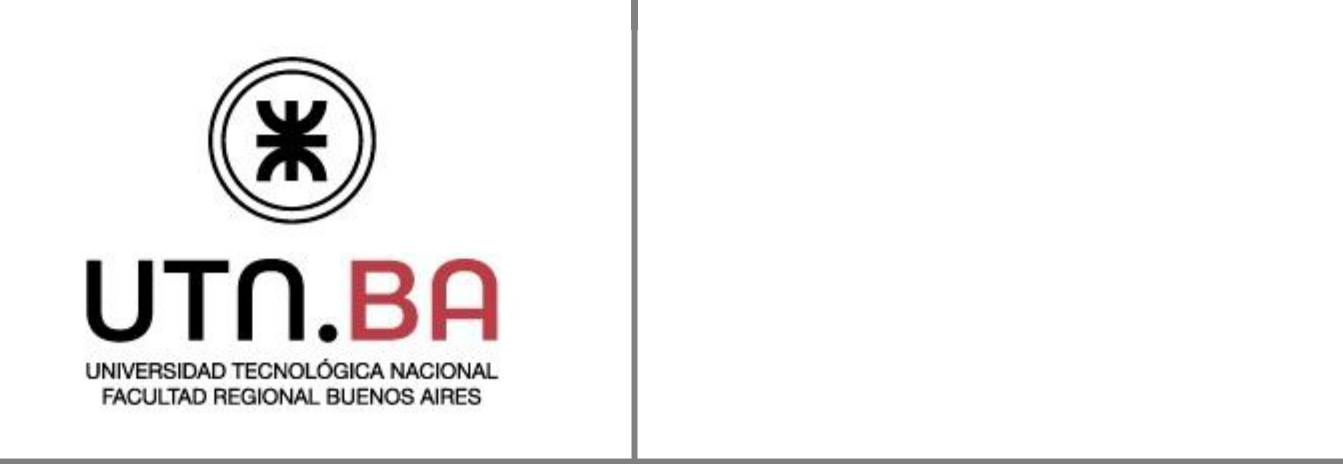 UTN.BA
UNIVERSIDAD TECNOLÓGICA NACIONAL
FACULTAD REGIONAL BUENOS AIRES